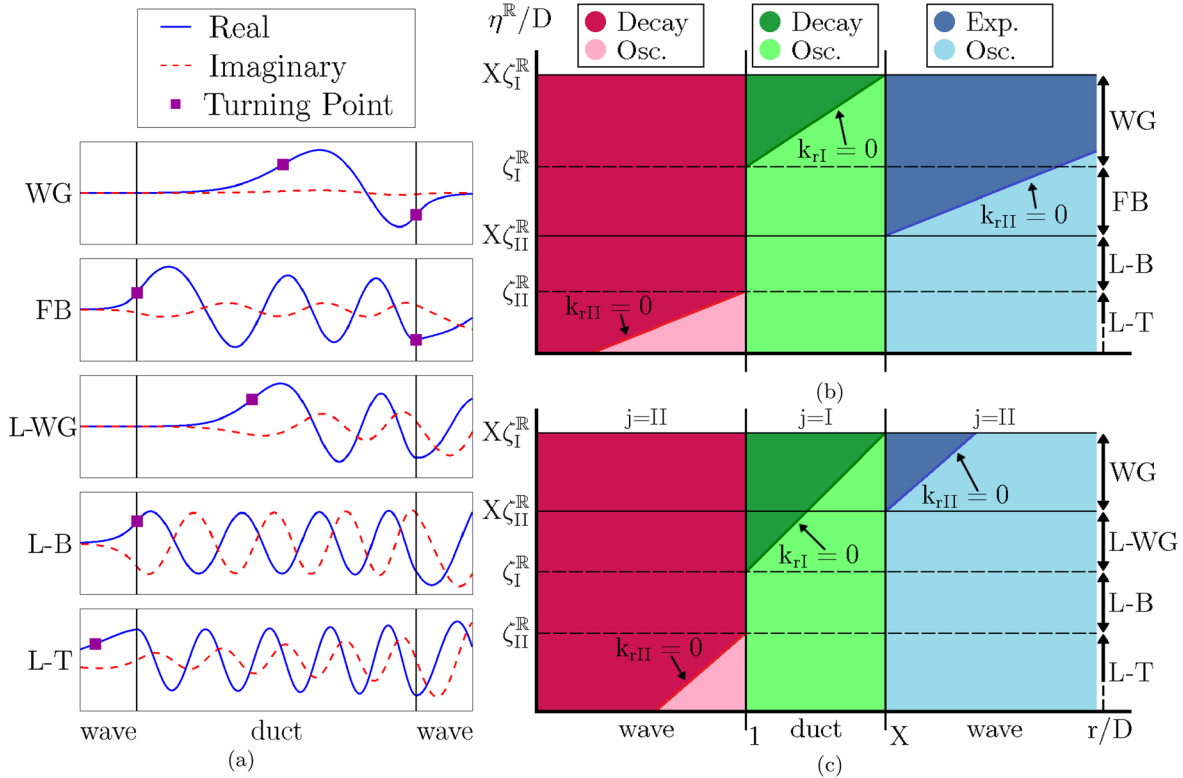 Real
Imaginary
Turning Point
WG
FB
L-WG
L-B
L-T
wave
duct
wave
(a)
η^ℝ/D
Decay
Osc.
Decay
Osc.
Exp.
Osc.
Xζ_I^ℝ
ζ_I^ℝ
Xζ_II^ℝ
ζ_II^ℝ
k_rII = 0
k_rI = 0
k_rII = 0
WG
FB
L-B
L-T
(b)
j=II
j=I
j=II
Xζ_I^ℝ
Xζ_II^ℝ
ζ_I^ℝ
ζ_II^ℝ
k_rII = 0
k_rI = 0
k_rII = 0
WG
L-WG
L-B
L-T
wave
1
duct
X
wave
r/D
(c)